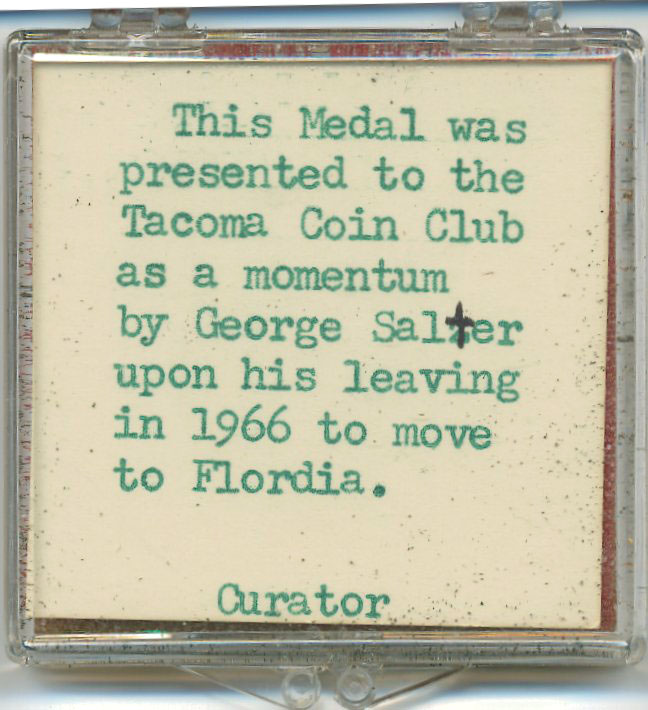 This Medal was
presented to the
Tacoma Coin Club
as a momentum
by George Salter
upon his leaving
in 1966 to move
to Flordia.
Curator